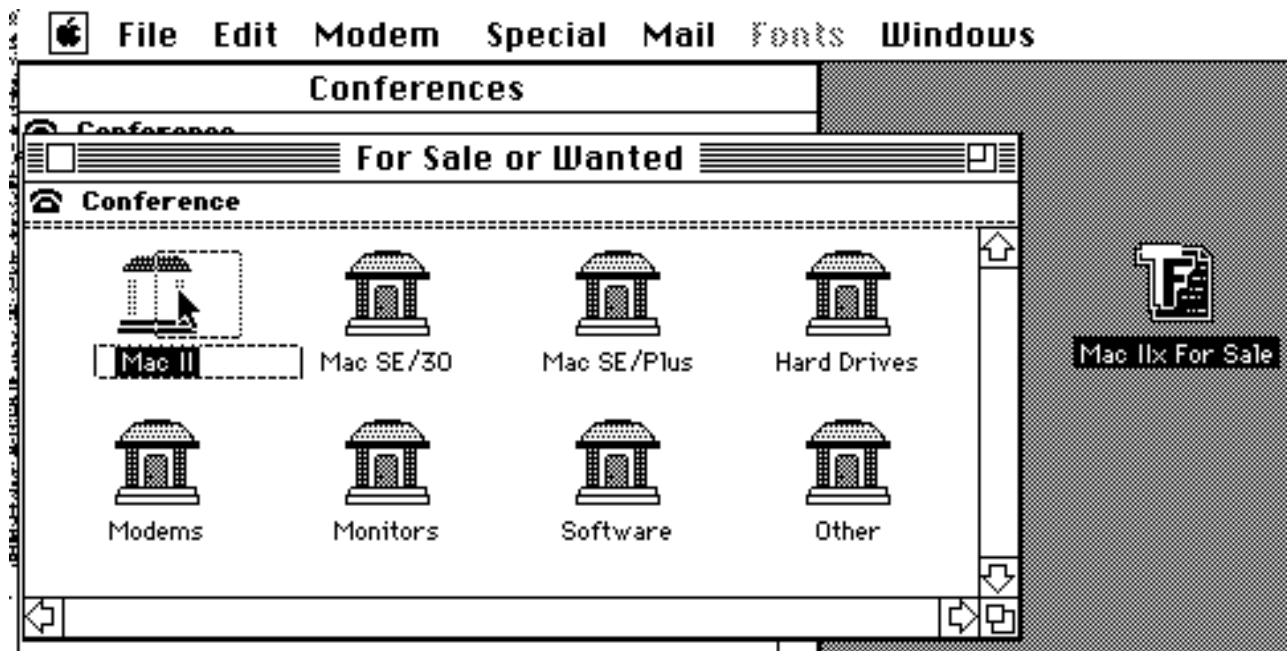 File Edit Modem Special Mail Fonts Windows
Conferences
Conference
For Sale or Wanted
Conference
Mac II Mac SE/30 Mac SE/Plus Hard Drives
Mac IIx For Sale
Modems Monitors Software Other